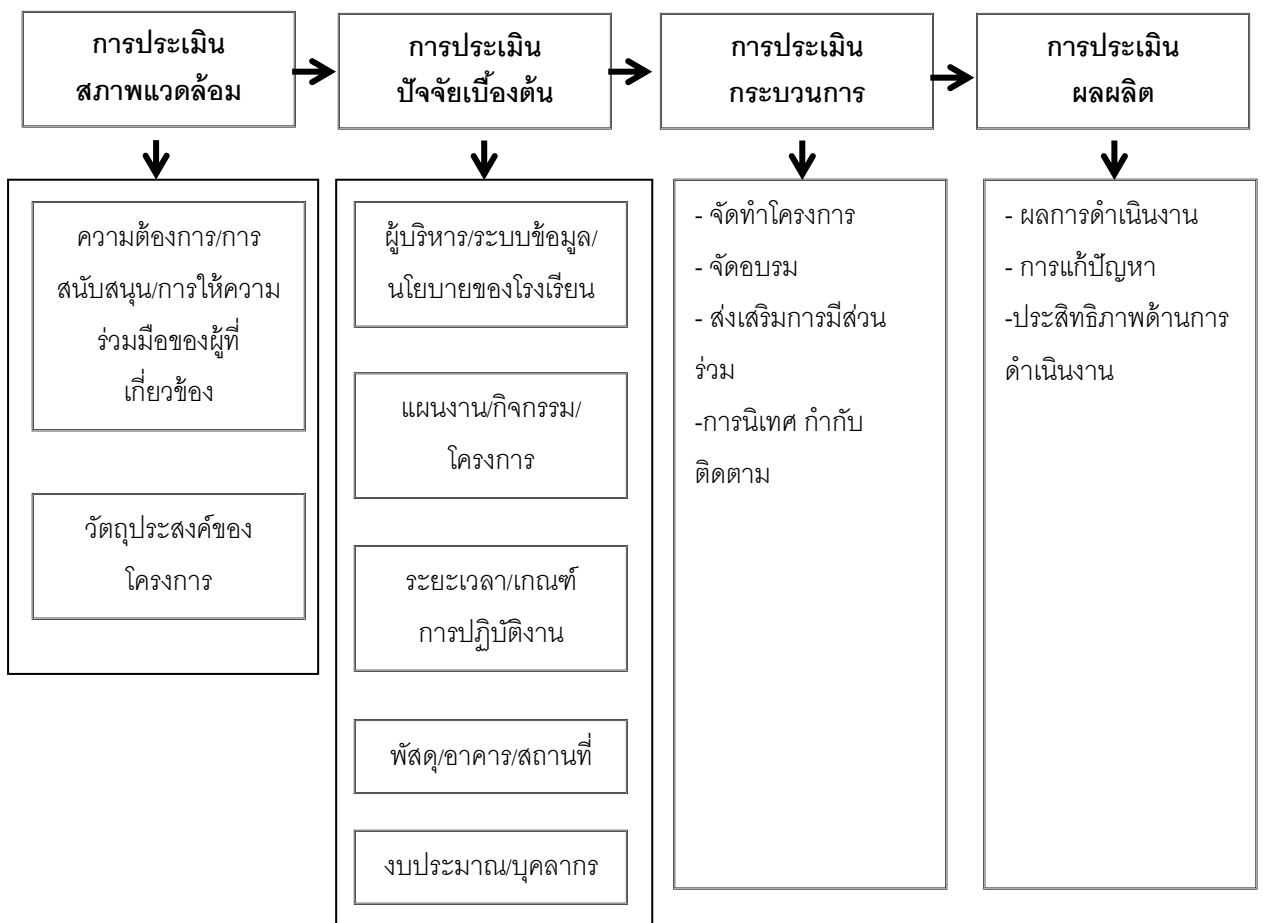 การประเมิน
สภาพแวดล้อม
การประเมิน
ปัจจัยเบื้องต้น
การประเมิน
กระบวนการ
การประเมิน
ผลผลิต
ความต้องการ/การ
สนับสนุน/การให้ความ
ร่วมมือของผู้ที่
เกี่ยวข้อง
วัตถุประสงค์ของ
โครงการ
ผู้บริหาร/ระบบข้อมูล/
นโยบายของโรงเรียน
แผนงาน/กิจกรรม/
โครงการ
ระยะเวลา/เกณฑ์
การปฏิบัติงาน
พัสดุ/อาคาร/สถานที่
งบประมาณ/บุคลากร
- จัดทำโครงการ
- จัดอบรม
- ส่งเสริมการมีส่วน
ร่วม
-การนิเทศ กำกับ
ติดตาม
- ผลการดำเนินงาน
- การแก้ปัญหา
-ประสิทธิภาพด้านการ
ดำเนินงาน